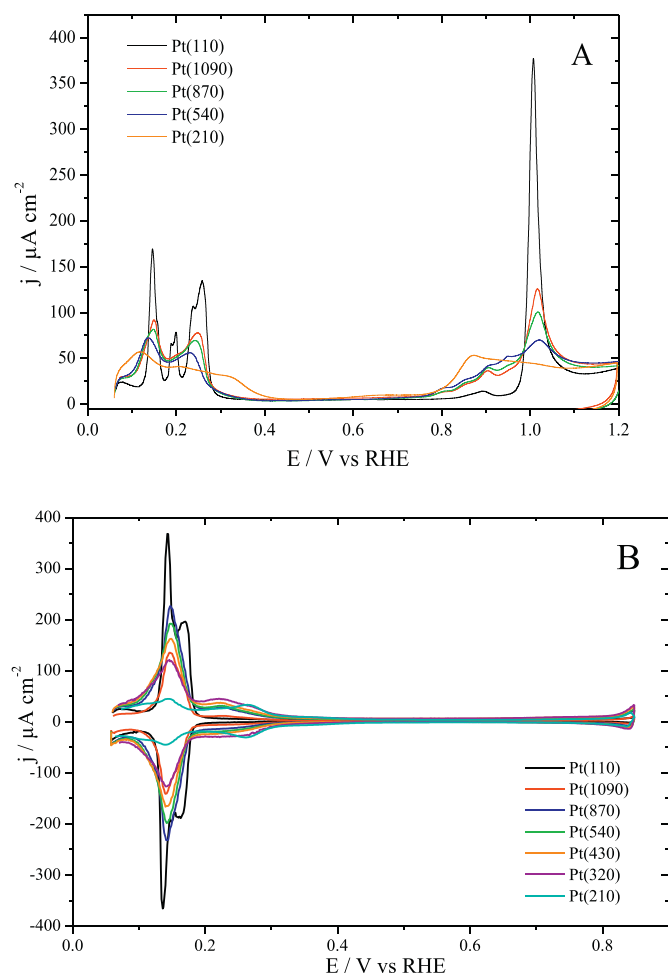 A
Pt(110)
Pt(1090)
Pt(870)
Pt(540)
Pt(210)
j / µA cm-2
400
350
300
250
200
150
100
50
0
0.0 0.2 0.4 0.6 0.8 1.0 1.2
E / V vs RHE
B
j / µA cm-2
400
300
200
100
0
-100
-200
-300
-400
Pt(110)
Pt(1090)
Pt(870)
Pt(540)
Pt(430)
Pt(320)
Pt(210)
0.0 0.2 0.4 0.6 0.8
E / V vs RHE